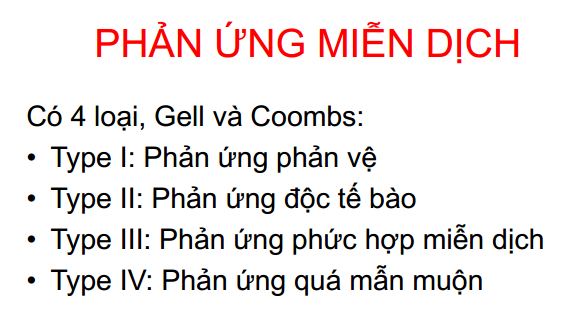 PHẢN ỨNG MIỄN DỊCH
Có 4 loại, Gell và Coombs:
• Type I: Phản ứng phản vệ
• Type II: Phản ứng độc tế bào
• Type III: Phản ứng phức hợp miễn dịch
• Type IV: Phản ứng quá mẫn muộn